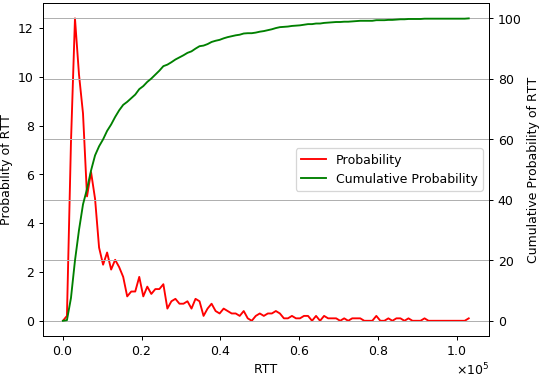 12
10
8
6
4
2
0
Probability of RTT
100
80
60
40
20
0
Cumulative Probability of RTT
Probability
Cumulative Probability
0.0 0.2 0.4 0.6 0.8 1.0
×10⁵
RTT